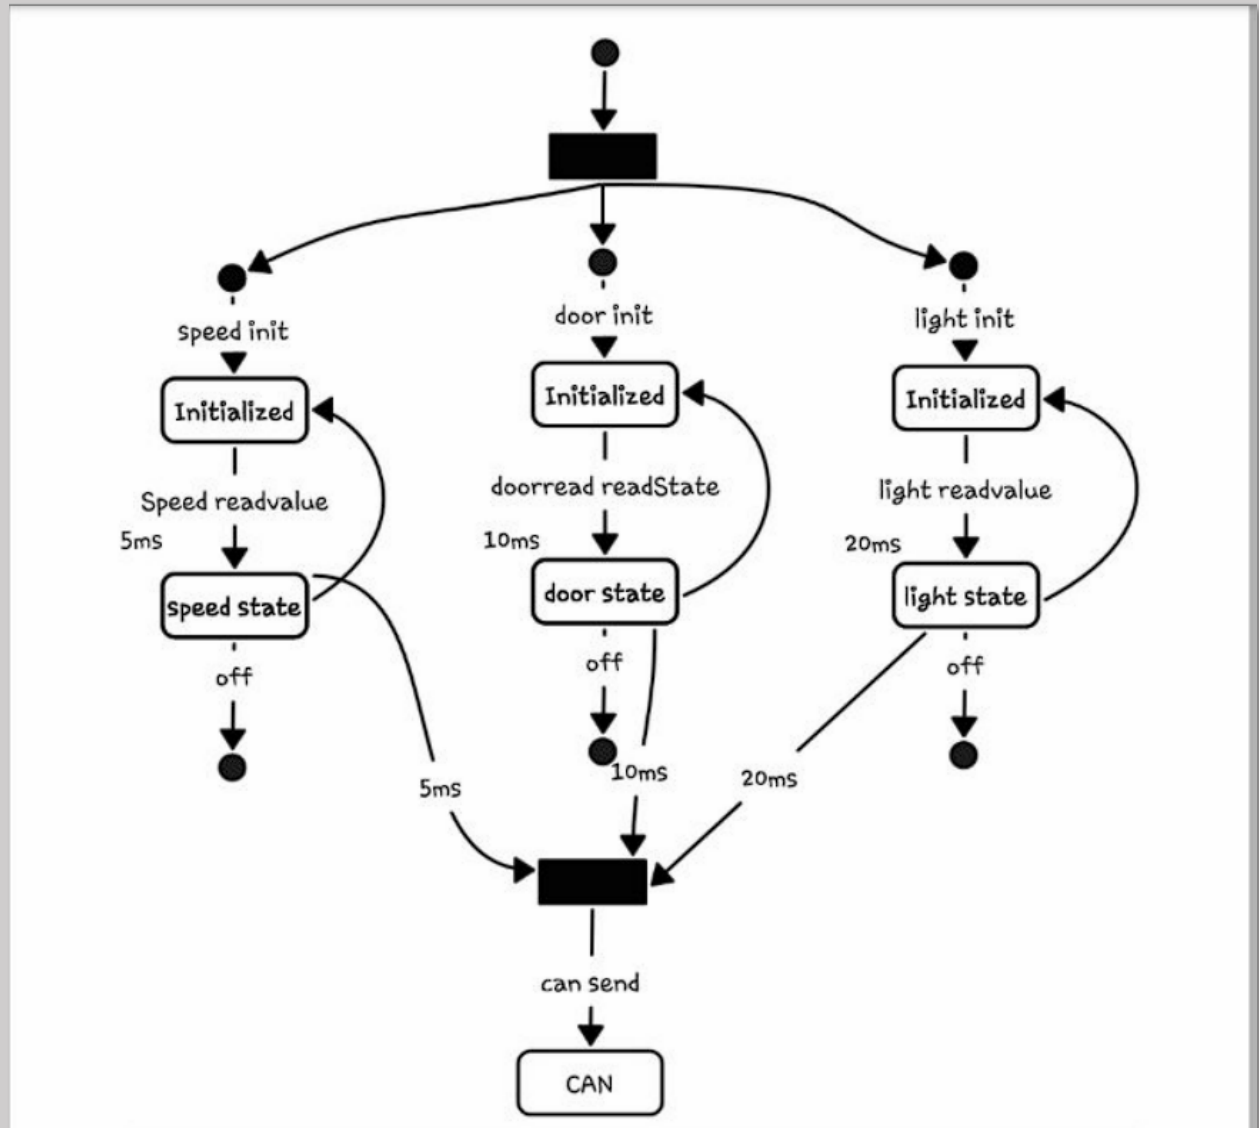 speed init
door init
light init
Initialized
Initialized
Initialized
Speed readvalue
doorread readState
light readvalue
5ms
10ms
20ms
speed state
door state
light state
off
off
off
5ms
10ms
20ms
can send
CAN